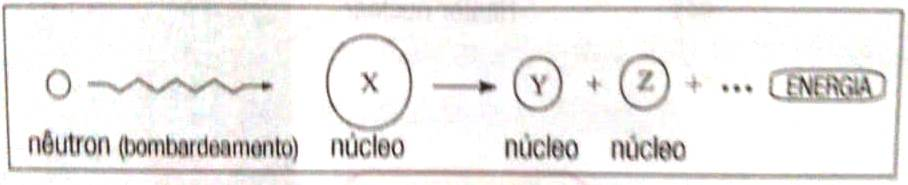 X Y + Z + ... ENERGIA
nêutron (bombardeamento) núcleo núcleo núcleo